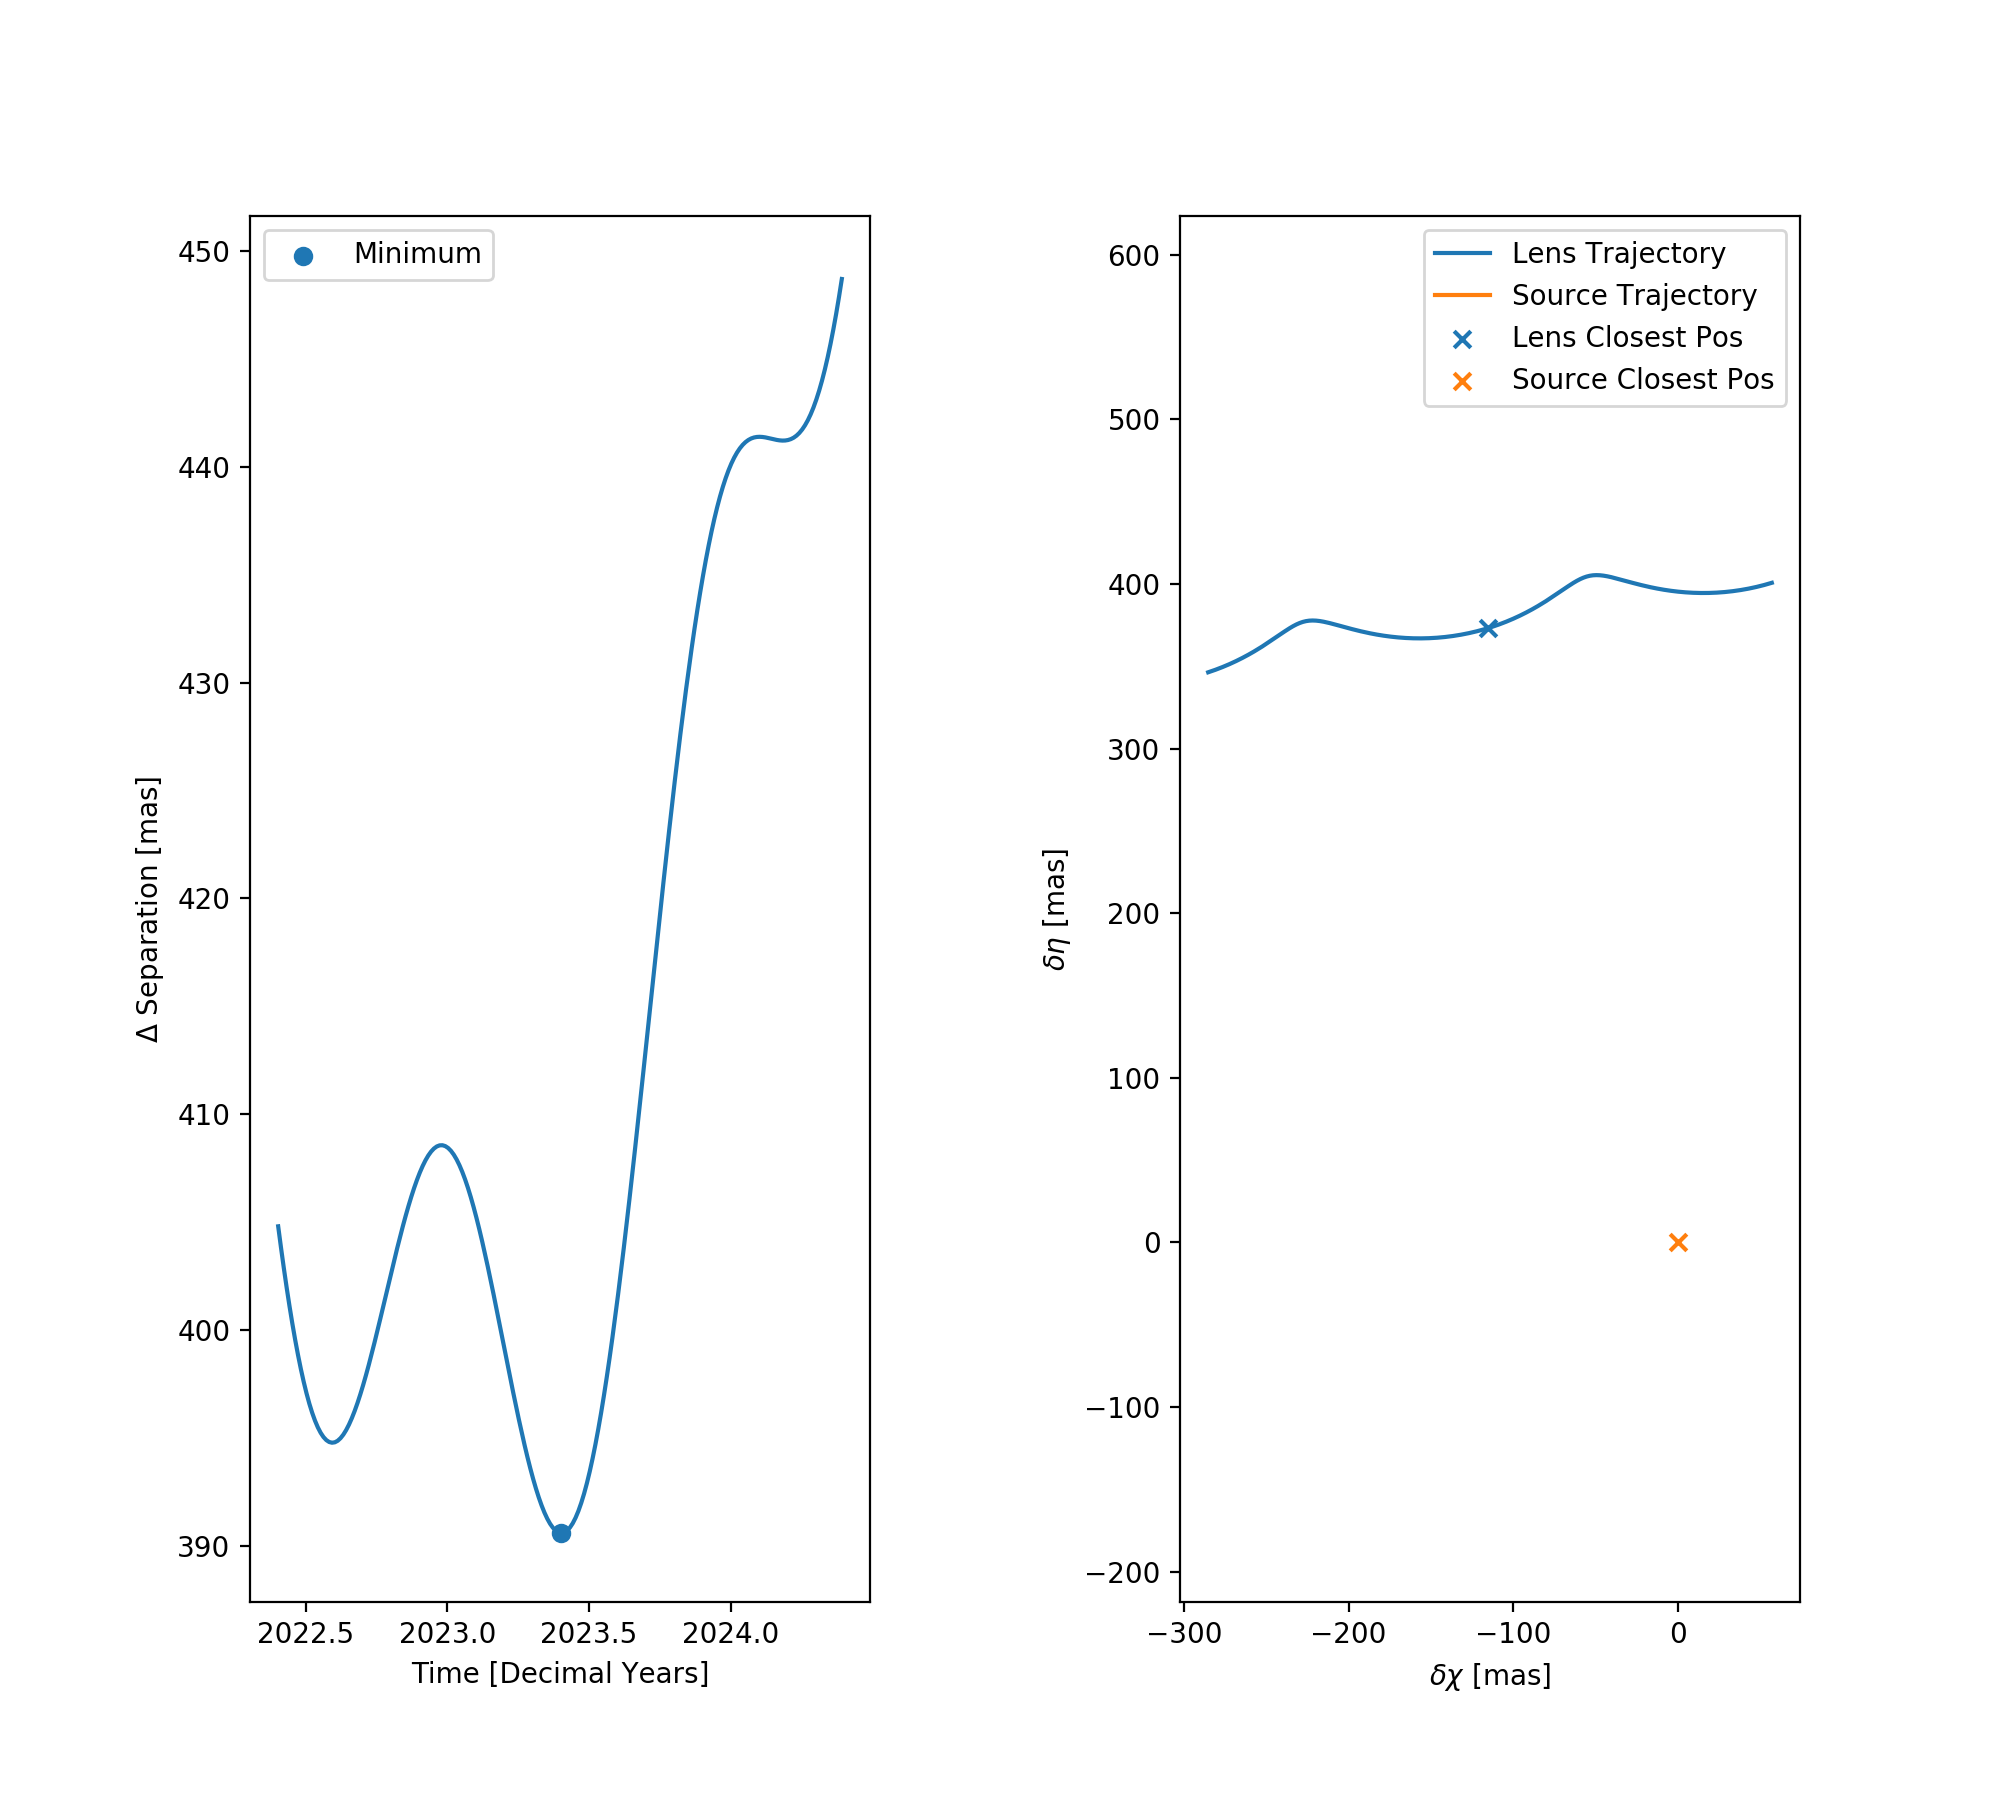 Minimum
450
440
430
420
410
400
390
2022.5 2023.0 2023.5 2024.0
Time [Decimal Years]
Δ Separation [mas]
Lens Trajectory
Source Trajectory
Lens Closest Pos
Source Closest Pos
600
500
400
300
200
100
0
−100
−200
−300 −200 −100 0
δχ [mas]
δη [mas]